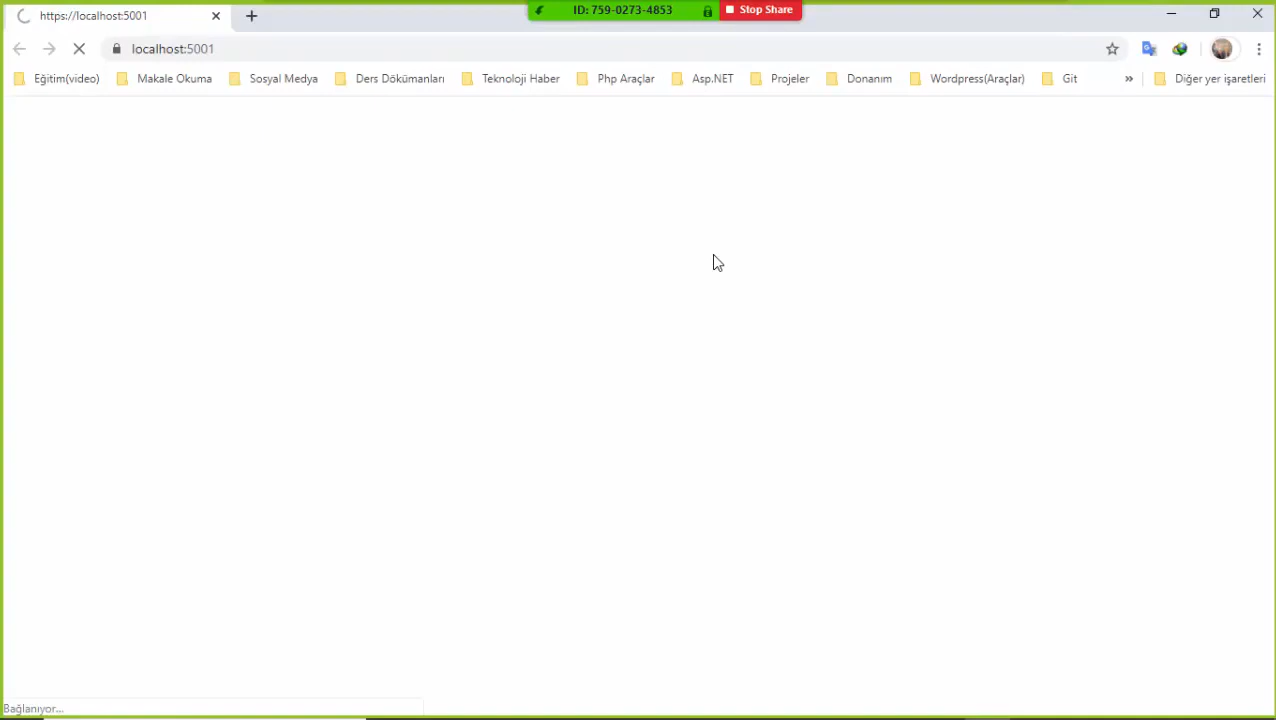 https://localhost:5001
ID: 759-0273-4853
Stop Share
localhost:5001
Eğitim(video) Makale Okuma Sosyal Medya Ders Dökümanları Teknoloji Haber Php Araçlar Asp.NET Projeler Donanım Wordpress(Araçlar) Git » Diğer yer işaretleri
Bağlanıyor...